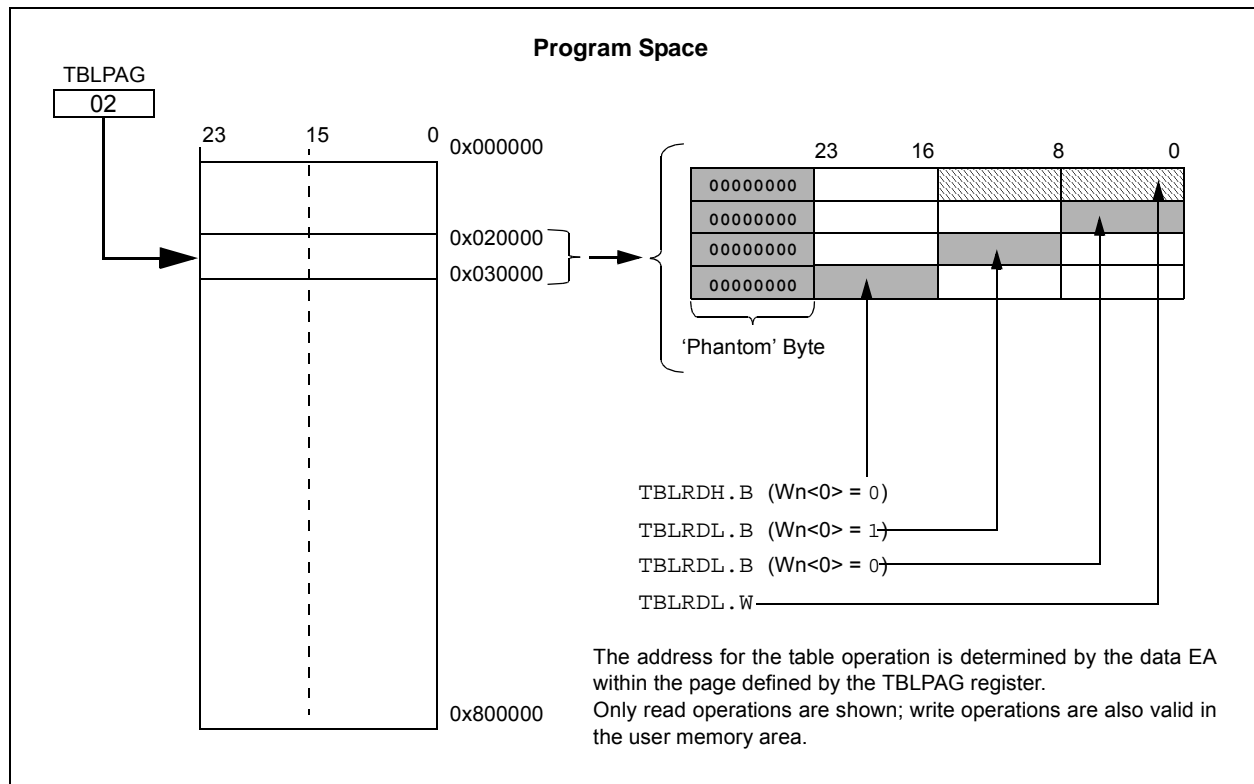 Program Space
TBLPAG
02
23 15 0
0x000000
0x020000
0x030000
0x800000
23 16 8 0
00000000
00000000
00000000
00000000
‘Phantom’ Byte
TBLRDH.B (Wn<0> = 0)
TBLRDL.B (Wn<0> = 1)
TBLRDL.B (Wn<0> = 0)
TBLRDL.W
The address for the table operation is determined by the data EA
within the page defined by the TBLPAG register.
Only read operations are shown; write operations are also valid in
the user memory area.